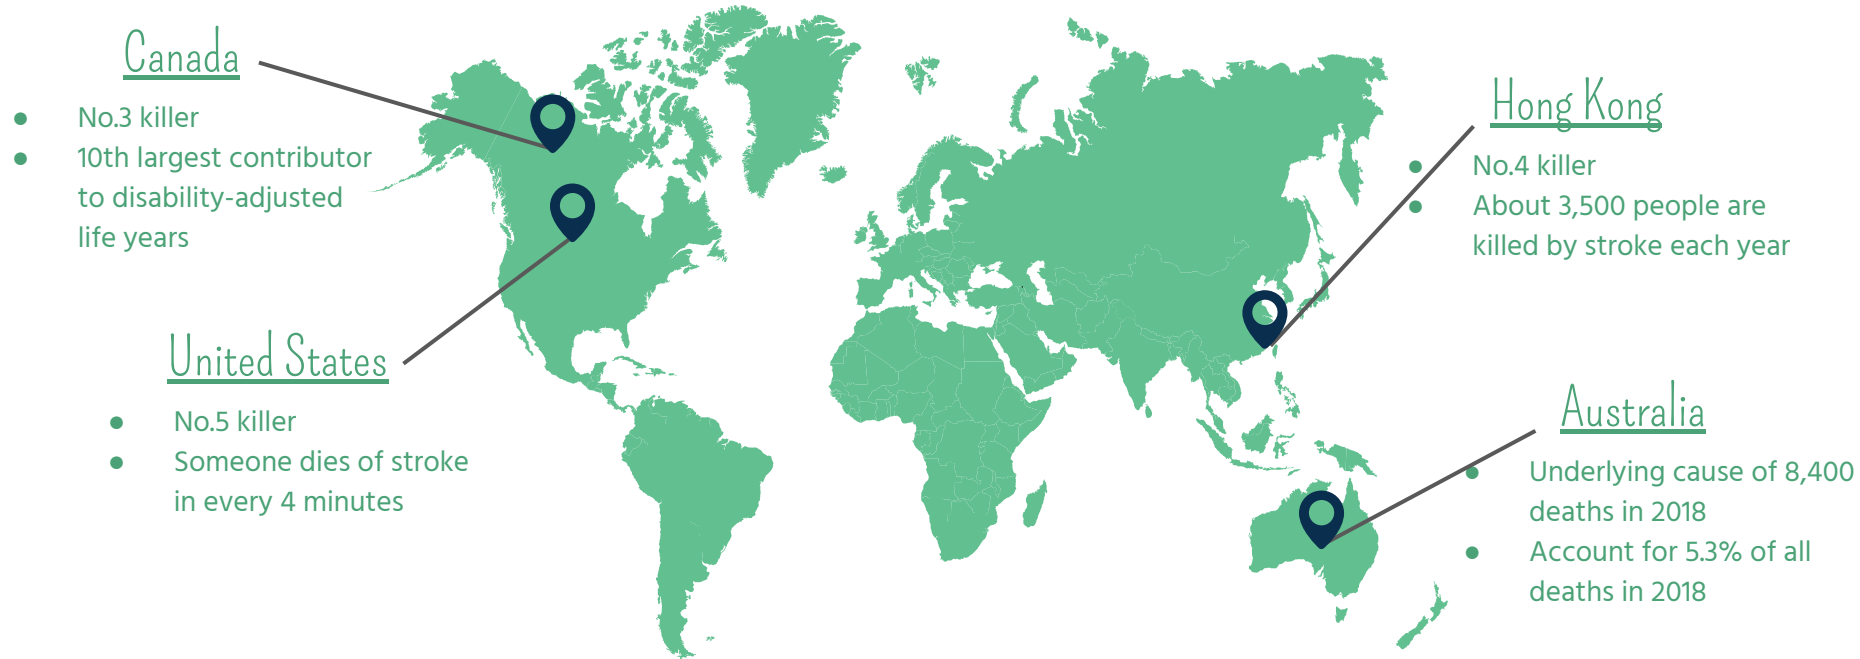 Canada
No.3 killer
10th largest contributor
to disability-adjusted
life years
United States
No.5 killer
Someone dies of stroke
in every 4 minutes
Hong Kong
No.4 killer
About 3,500 people are
killed by stroke each year
Australia
Underlying cause of 8,400
deaths in 2018
Account for 5.3% of all
deaths in 2018